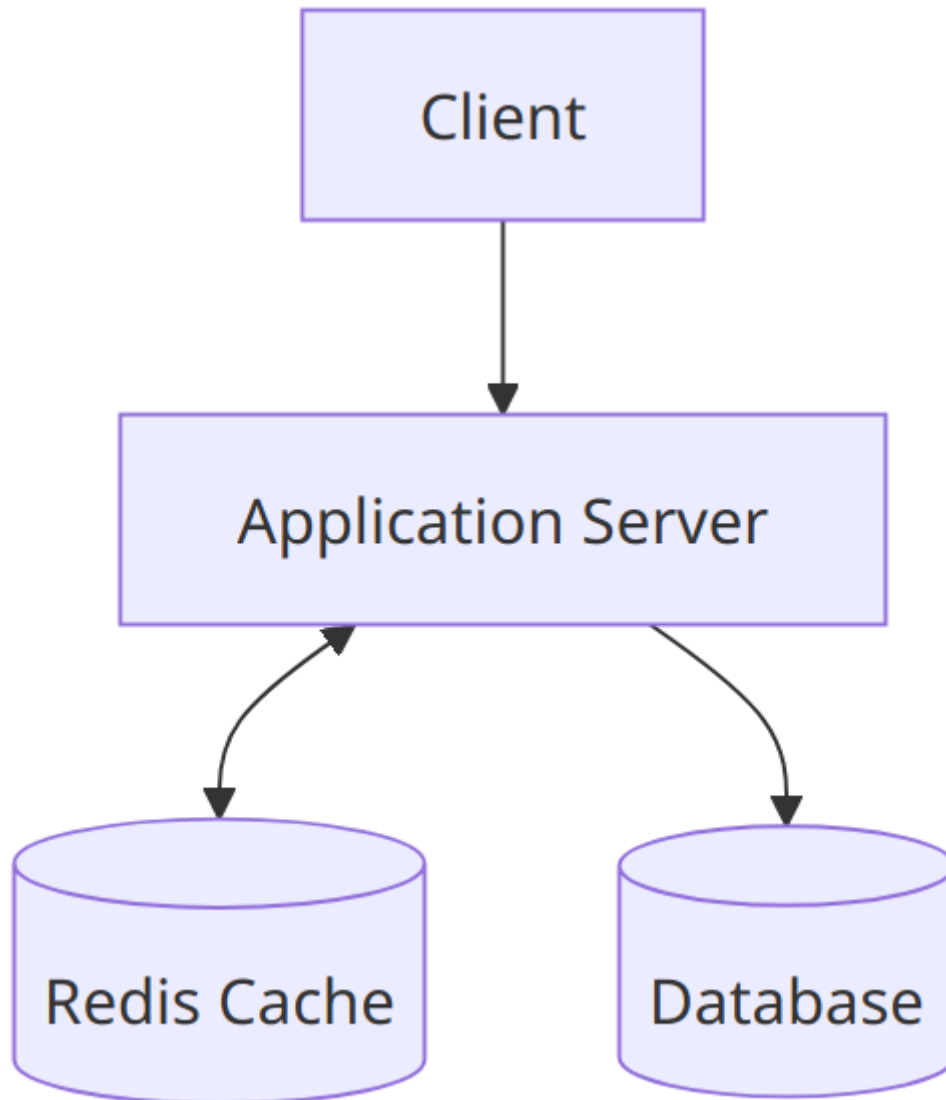 Client
Application Server
Redis Cache
Database